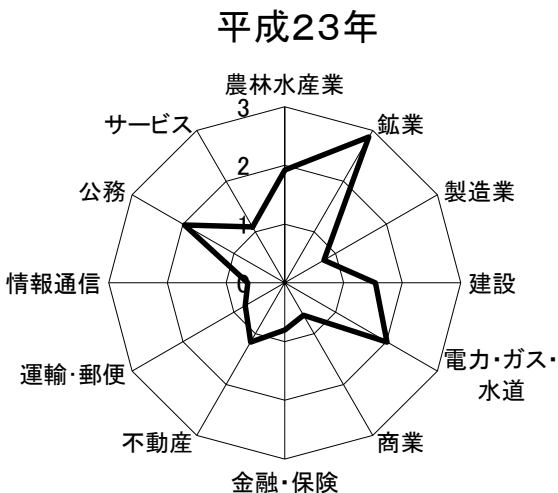 平成23年
農林水産業
鉱業
製造業
建設
電力・ガス・
水道
商業
金融・保険
不動産
運輸・郵便
情報通信
公務
サービス
3
2
1
0